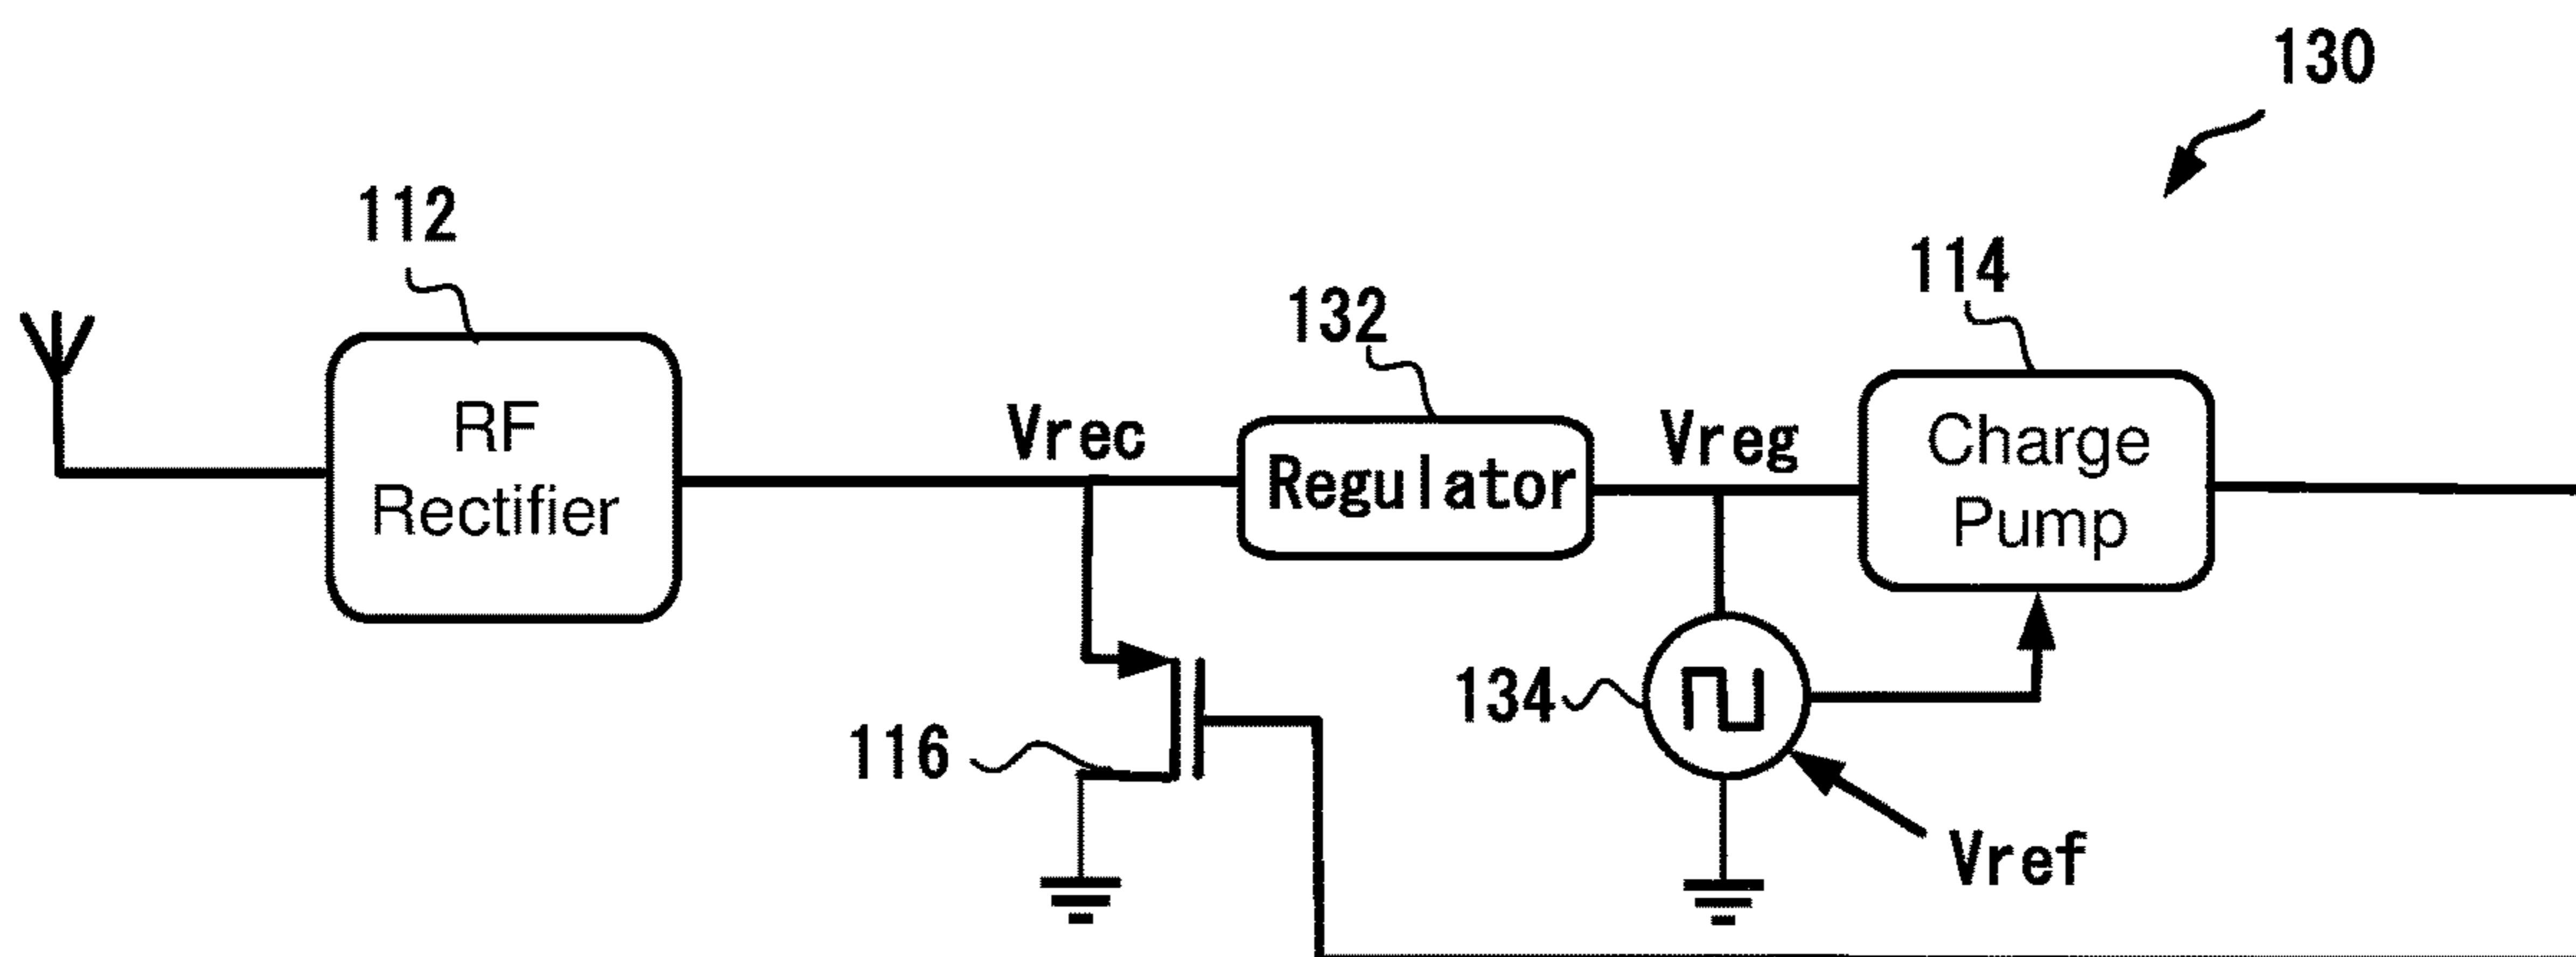 130
112
114
132
RF
Rectifier
Vrec
Regulator
Vreg
Charge
Pump
134
116
Vref